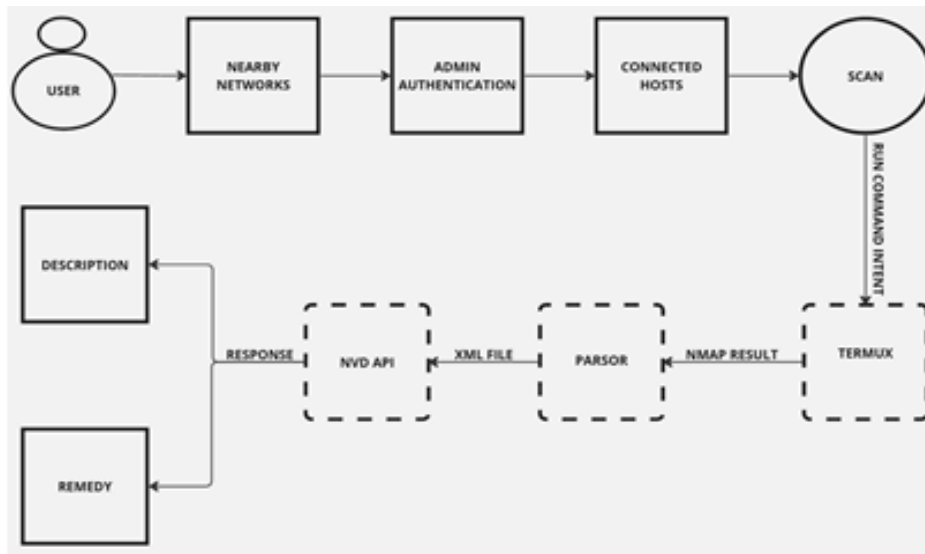 USER
NEARBY
NETWORKS
ADMIN
AUTHENTICATION
CONNECTED
HOSTS
SCAN
RUN COMMAND INTENT
TERMUX
NMAP RESULT
PARSOR
XML FILE
NVD API
RESPONSE
DESCRIPTION
REMEDY